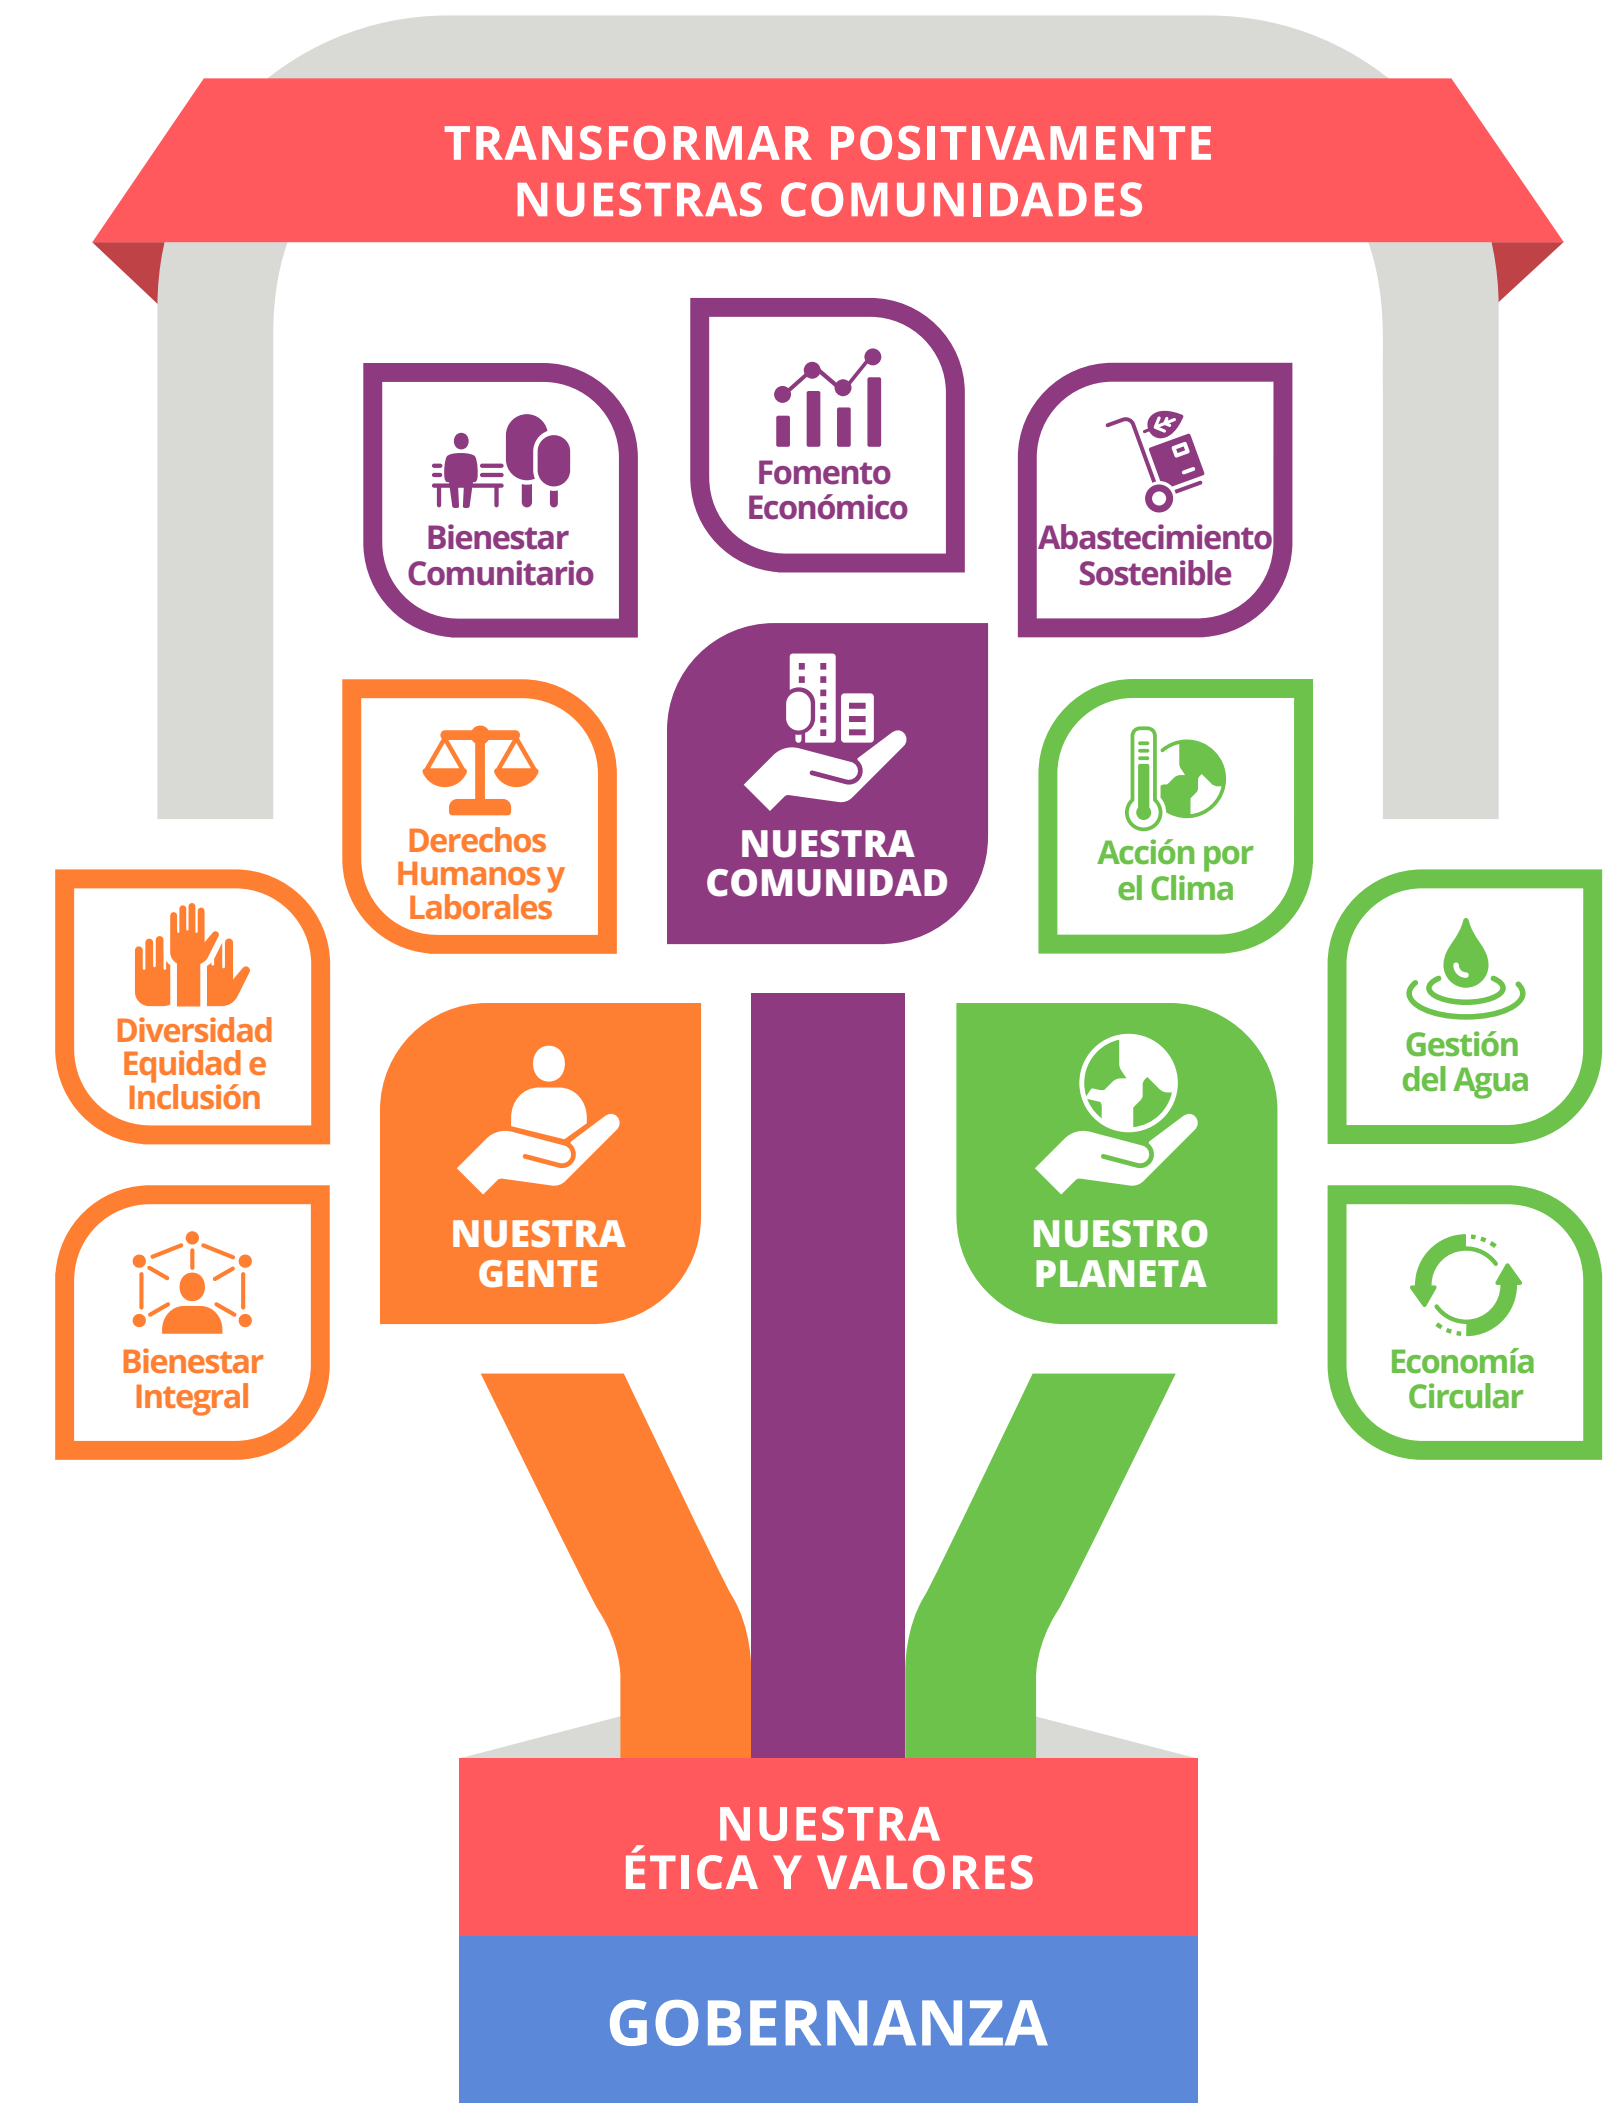 TRANSFORMAR POSITIVAMENTE
NUESTRAS COMUNIDADES
Fomento
Económico
Bienestar
Comunitario
Abastecimiento
Sostenible
NUESTRA
COMUNIDAD
Derechos
Humanos y
Laborales
Acción por
el Clima
Diversidad
Equidad e
Inclusión
Gestión
del Agua
NUESTRA
GENTE
NUESTRO
PLANETA
Bienestar
Integral
Economía
Circular
NUESTRA
ÉTICA Y VALORES
GOBERNANZA